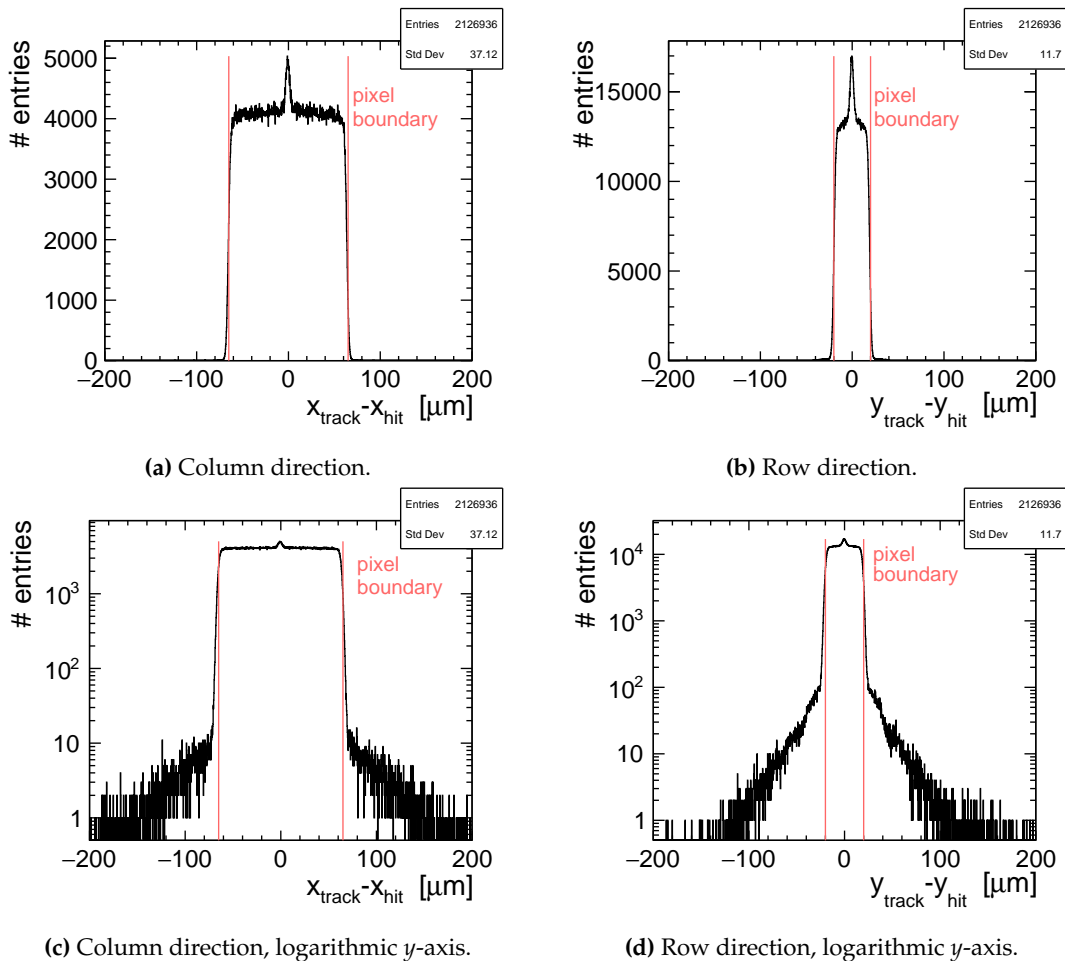 Entries 2126936
Std Dev 37.12
# entries
5000
4000
3000
2000
1000
0
pixel
boundary
−200 −100 0 100 200
x_track-x_hit [μm]
(a) Column direction.
Entries 2126936
Std Dev 11.7
# entries
15000
10000
5000
0
pixel
boundary
−200 −100 0 100 200
y_track-y_hit [μm]
(b) Row direction.
Entries 2126936
Std Dev 37.12
# entries
10^3
10^2
10
1
pixel
boundary
−200 −100 0 100 200
x_track-x_hit [μm]
(c) Column direction, logarithmic y-axis.
Entries 2126936
Std Dev 11.7
# entries
10^4
10^3
10^2
10
1
pixel
boundary
−200 −100 0 100 200
y_track-y_hit [μm]
(d) Row direction, logarithmic y-axis.